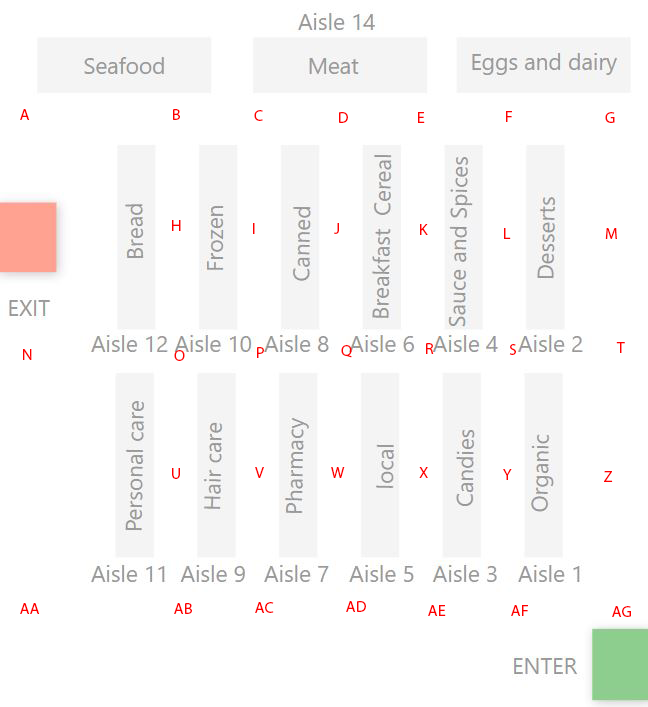 Aisle 14
Seafood Meat Eggs and dairy
A B C D E F G
Bread Frozen Canned Breakfast Cereal Sauce and Spices Desserts
H I J K L M
EXIT
Aisle 12 Aisle 10 Aisle 8 Aisle 6 Aisle 4 Aisle 2
N O P Q R S T
Personal care Hair care Pharmacy local Candies Organic
U V W X Y Z
Aisle 11 Aisle 9 Aisle 7 Aisle 5 Aisle 3 Aisle 1
AA AB AC AD AE AF AG
ENTER